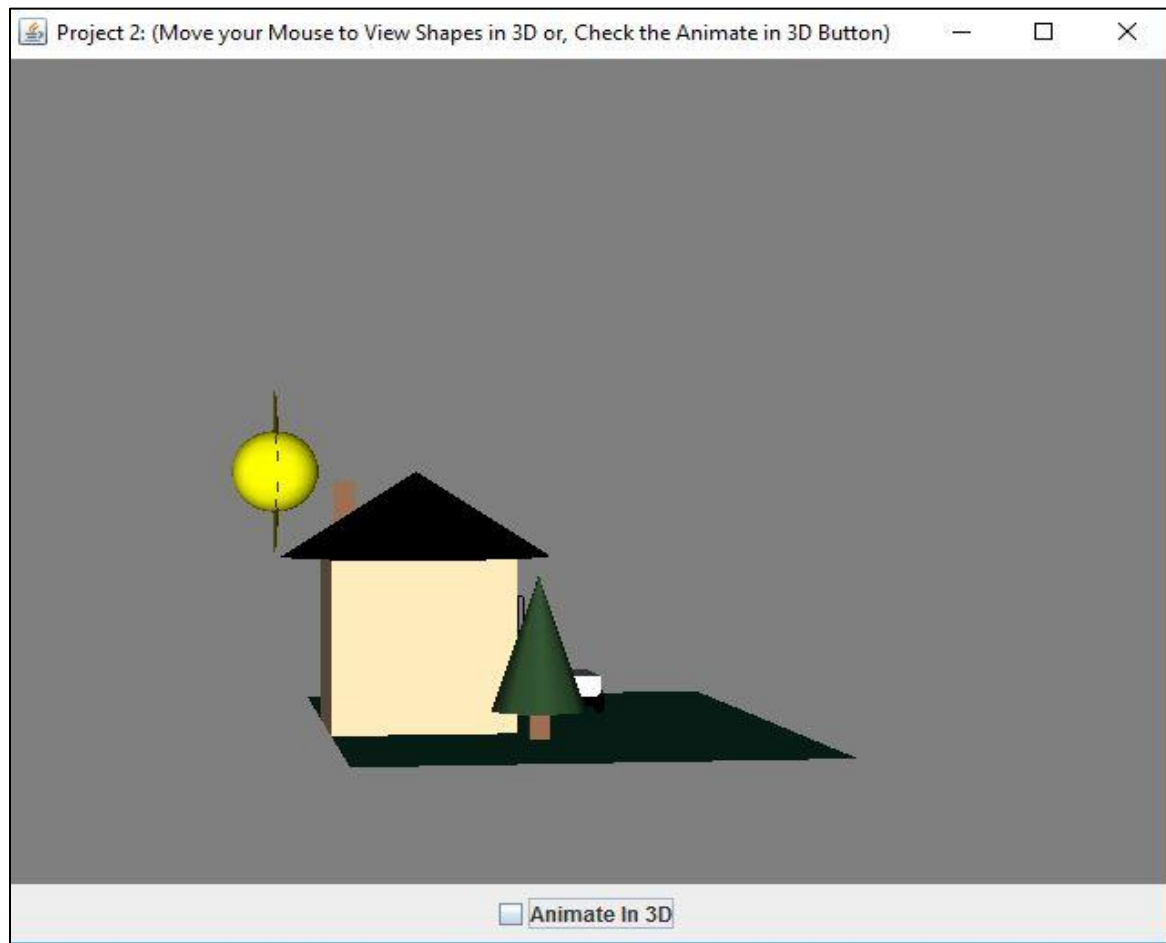 Project 2: (Move your Mouse to View Shapes in 3D or, Check the Animate in 3D Button)
Animate In 3D